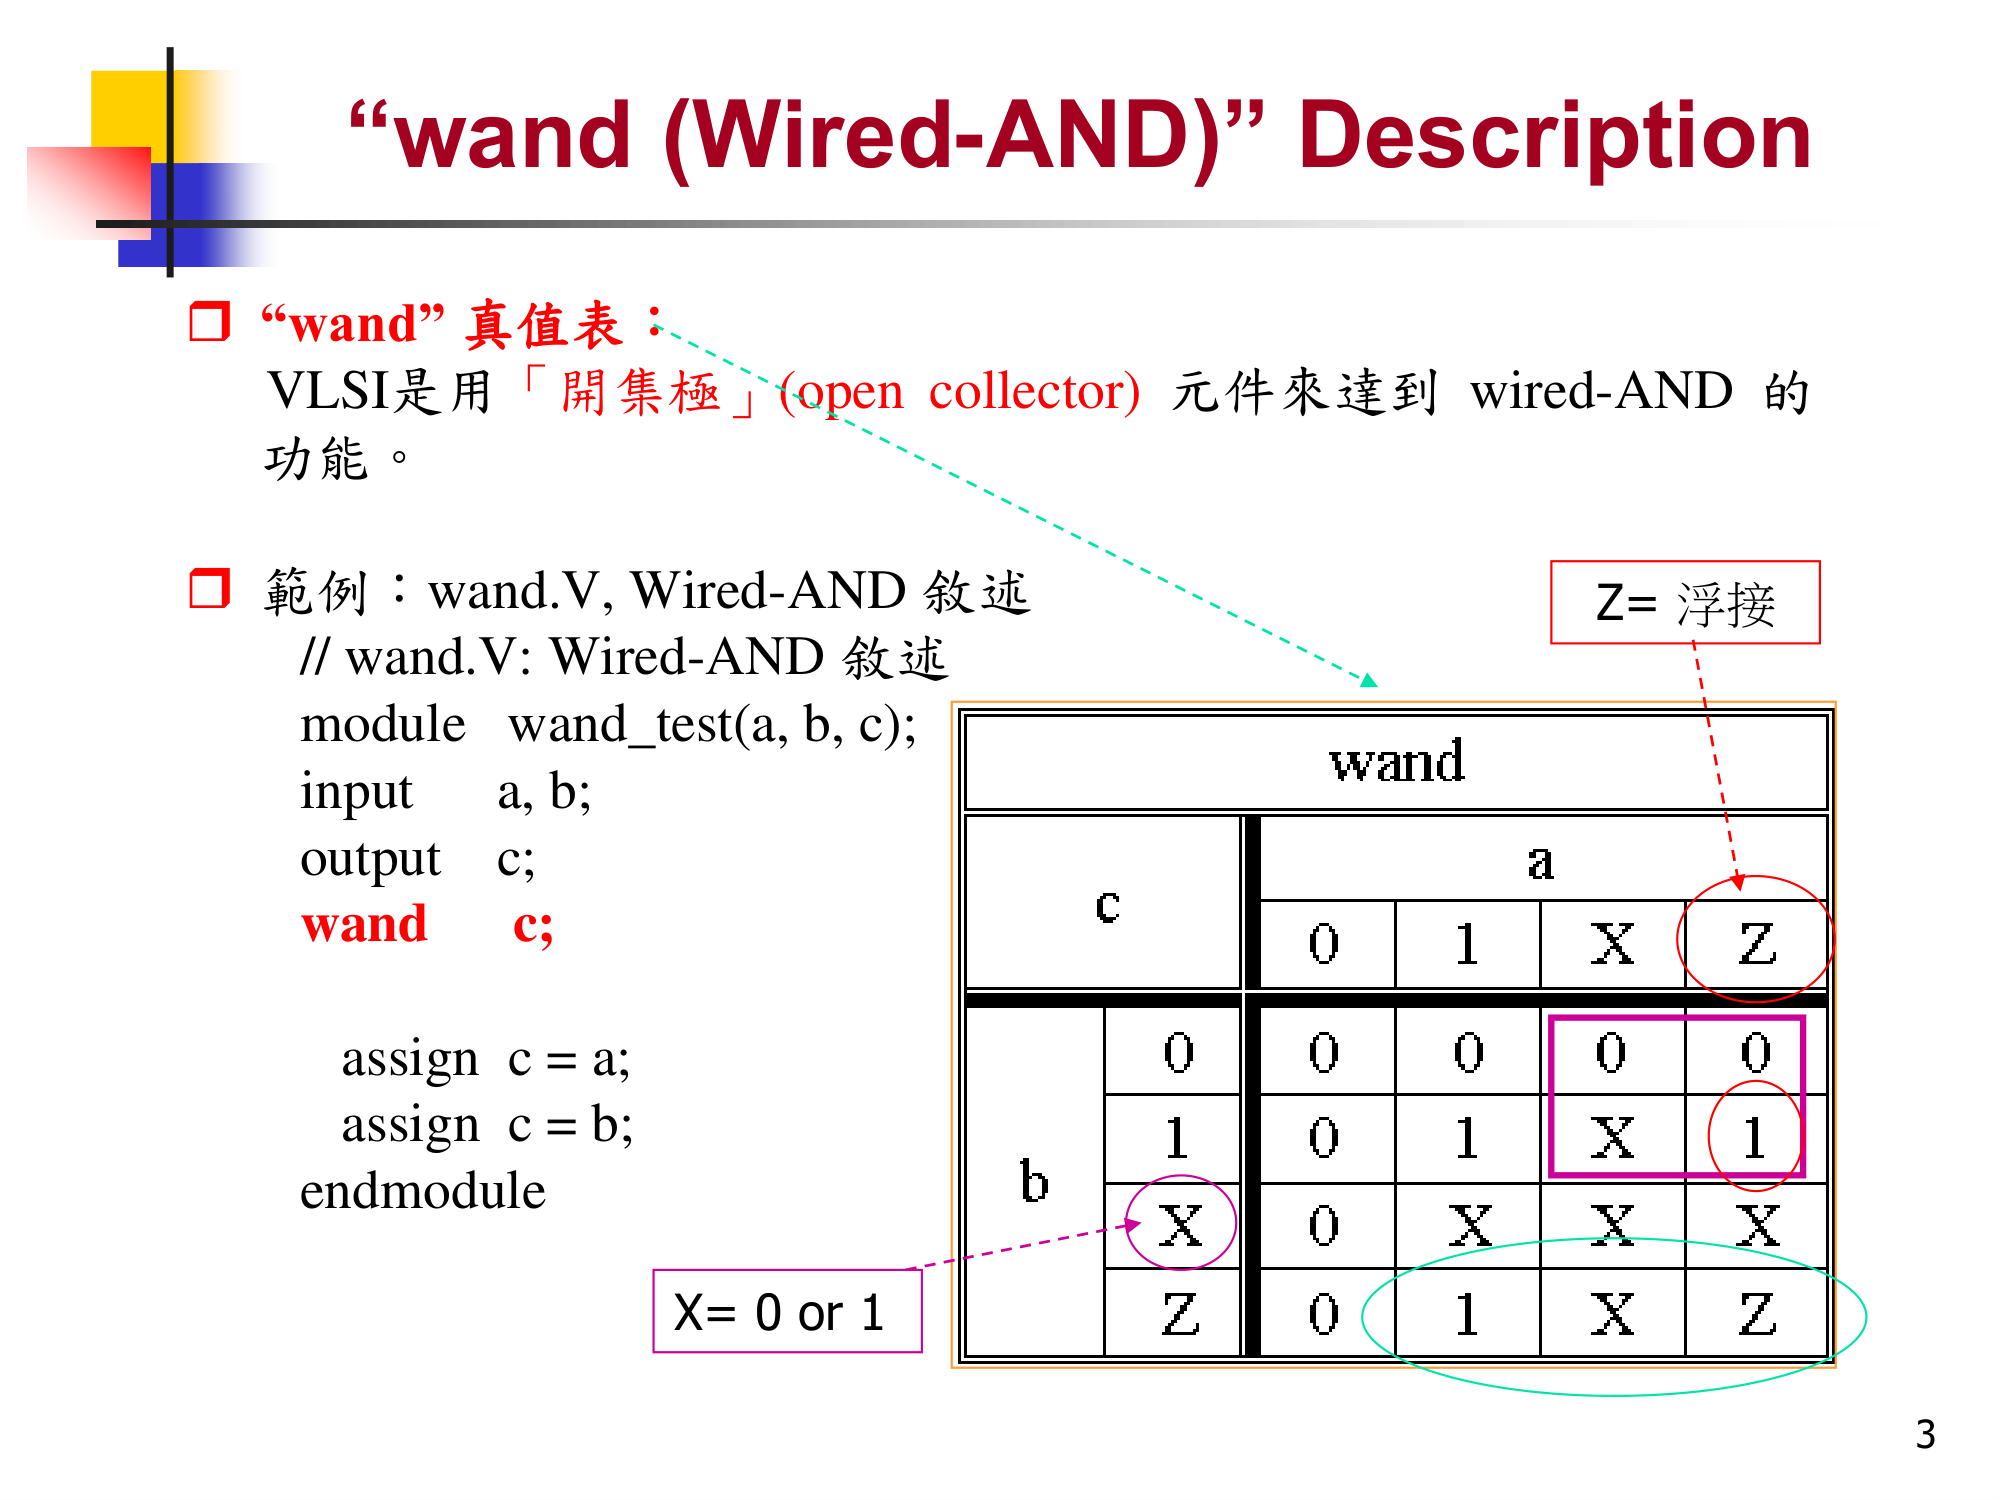 “wand (Wired-AND)” Description
“wand” 真值表：
VLSI是用「開集極」(open collector) 元件來達到 wired-AND 的
功能。
範例：wand.V, Wired-AND 敘述
// wand.V: Wired-AND 敘述
module wand_test(a, b, c);
input a, b;
output c;
wand c;
assign c = a;
assign c = b;
endmodule
Z= 浮接
wand
c a
0 1 X Z
b 0 0 0 0 0
1 0 1 X 1
X 0 X X X
Z 0 1 X Z
X= 0 or 1
3